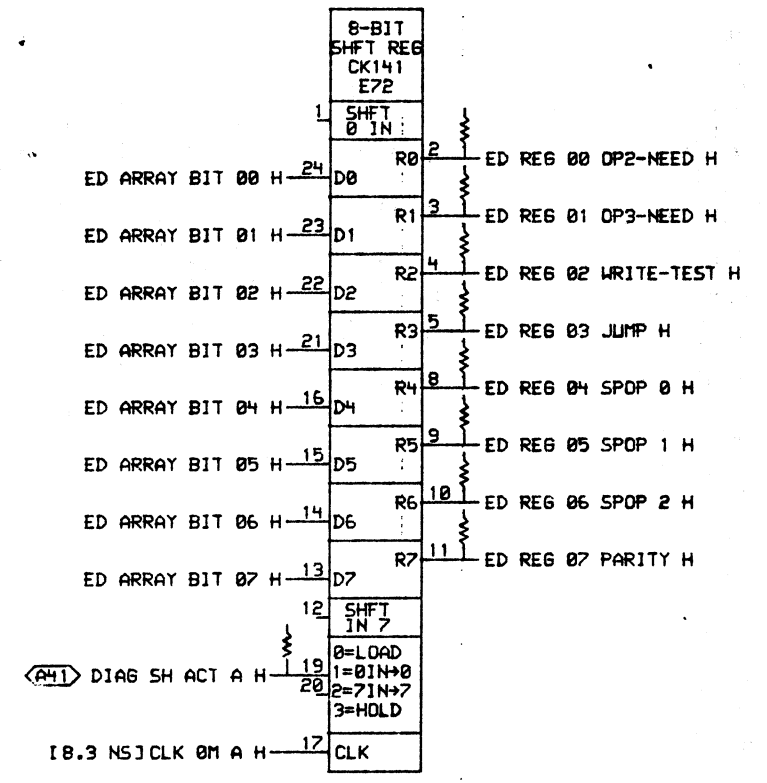 8-BIT
SHFT REG
CK141
E72
1 SHFT
0 IN
R0 2 ED REG 00 OP2-NEED H
ED ARRAY BIT 00 H 24 D0
R1 3 ED REG 01 OP3-NEED H
ED ARRAY BIT 01 H 23 D1
R2 4 ED REG 02 WRITE-TEST H
ED ARRAY BIT 02 H 22 D2
R3 5 ED REG 03 JUMP H
ED ARRAY BIT 03 H 21 D3
R4 8 ED REG 04 SPOP 0 H
ED ARRAY BIT 04 H 16 D4
R5 9 ED REG 05 SPOP 1 H
ED ARRAY BIT 05 H 15 D5
R6 10 ED REG 06 SPOP 2 H
ED ARRAY BIT 06 H 14 D6
R7 11 ED REG 07 PARITY H
ED ARRAY BIT 07 H 13 D7
12 SHFT
IN 7
0=LOAD
A41 DIAG SH ACT A H 19 1=0IN→0
20 2=7IN→7
3=HOLD
[8.3 NS]CLK 0M A H 17 CLK